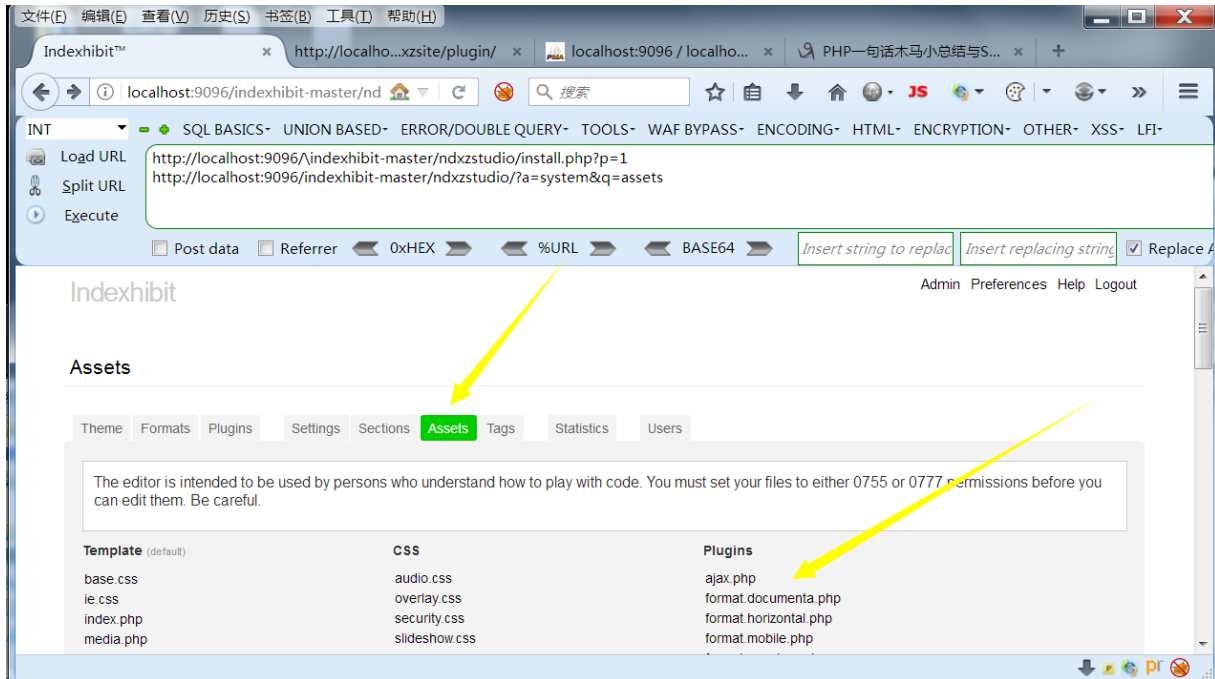 文件(F) 编辑(E) 查看(V) 历史(S) 书签(B) 工具(T) 帮助(H)
Indexhibit™ × http://localho...xzsite/plugin/ × localhost:9096 / localho... × PHP一句话木马小总结与S... × +
localhost:9096/indexhibit-master/nd 搜索 JS
INT SQL BASICS UNION BASED ERROR/DOUBLE QUERY TOOLS WAF BYPASS ENCODING HTML ENCRYPTION OTHER XSS LFI
Load URL http://localhost:9096/\indexhibit-master/ndxzstudio/install.php?p=1
Split URL http://localhost:9096/indexhibit-master/ndxzstudio/?a=system&q=assets
Execute
Post data Referrer 0xHEX %URL BASE64 Insert string to replac Insert replacing string Replace A
Indexhibit Admin Preferences Help Logout
Assets
Theme Formats Plugins Settings Sections Assets Tags Statistics Users
The editor is intended to be used by persons who understand how to play with code. You must set your files to either 0755 or 0777 permissions before you
can edit them. Be careful.
Template (default) CSS Plugins
base.css audio.css ajax.php
ie.css overlay.css format.documenta.php
index.php security.css format.horizontal.php
media.php slideshow.css format.mobile.php
pr